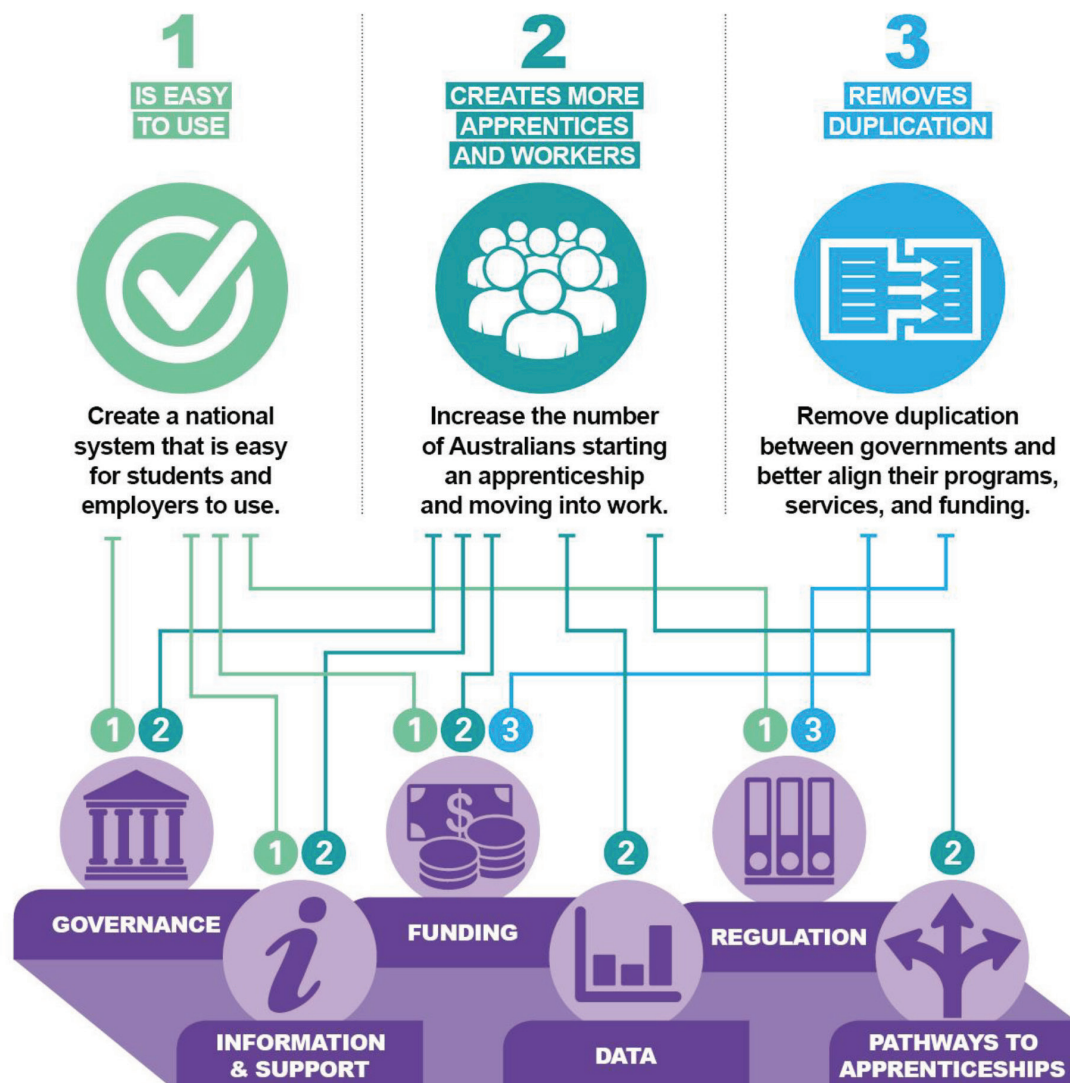 1
IS EASY
TO USE
2
CREATES MORE
APPRENTICES
AND WORKERS
3
REMOVES
DUPLICATION
Create a national
system that is easy
for students and
employers to use.
Increase the number
of Australians starting
an apprenticeship
and moving into work.
Remove duplication
between governments and
better align their programs,
services, and funding.
1 2
1 2 3
1 3
$
1 2
2
2
GOVERNANCE
FUNDING
REGULATION
i
INFORMATION
& SUPPORT
DATA
PATHWAYS TO
APPRENTICESHIPS